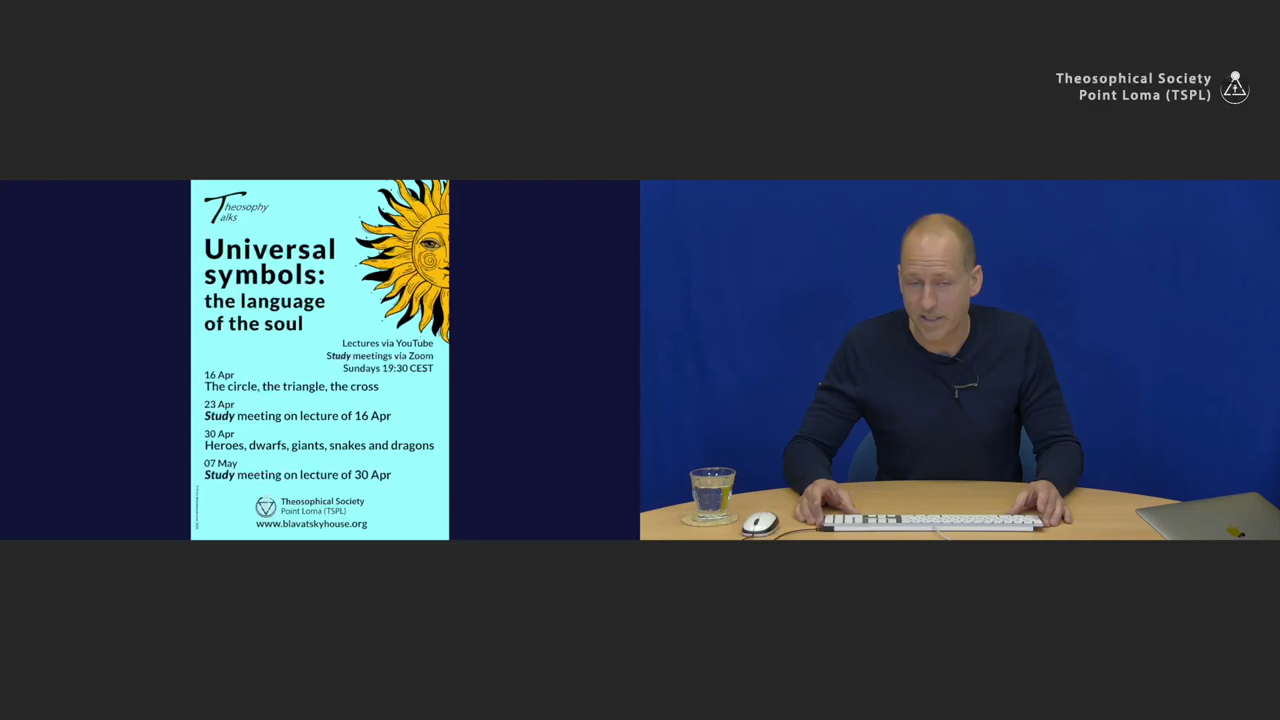 Theosophical Society
Point Loma (TSPL)
Theosophy
Talks
Universal
symbols:
the language
of the soul
Lectures via YouTube
Study meetings via Zoom
Sundays 19:30 CEST
16 Apr
The circle, the triangle, the cross
23 Apr
Study meeting on lecture of 16 Apr
30 Apr
Heroes, dwarfs, giants, snakes and dragons
07 May
Study meeting on lecture of 30 Apr
Theosophical Society
Point Loma (TSPL)
www.blavatskyhouse.org